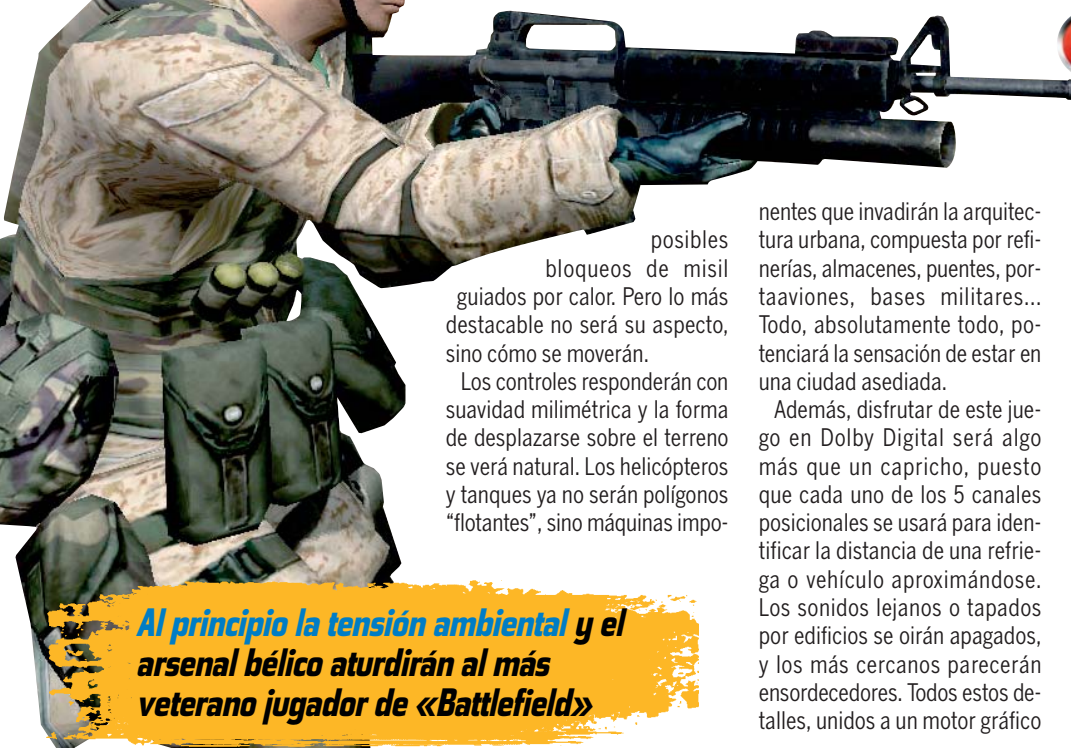 posibles
bloqueos de misil
guiados por calor. Pero lo más
destacable no será su aspecto,
sino cómo se moverán.
Los controles responderán con
suavidad milimétrica y la forma
de desplazarse sobre el terreno
se verá natural. Los helicópteros
y tanques ya no serán polígonos
“flotantes”, sino máquinas impo-
nentes que invadirán la arquitec-
tura urbana, compuesta por refi-
nerías, almacenes, puentes, por-
taaviones, bases militares...
Todo, absolutamente todo, po-
tenciará la sensación de estar en
una ciudad asediada.
Además, disfrutar de este jue-
go en Dolby Digital será algo
más que un capricho, puesto
que cada uno de los 5 canales
posicionales se usará para iden-
tificar la distancia de una refrie-
ga o vehículo aproximándose.
Los sonidos lejanos o tapados
por edificios se oirán apagados,
y los más cercanos parecerán
ensordecedores. Todos estos de-
talles, unidos a un motor gráfico
Al principio la tensión ambiental y el
arsenal bélico aturdirán al más
veterano jugador de «Battlefield»